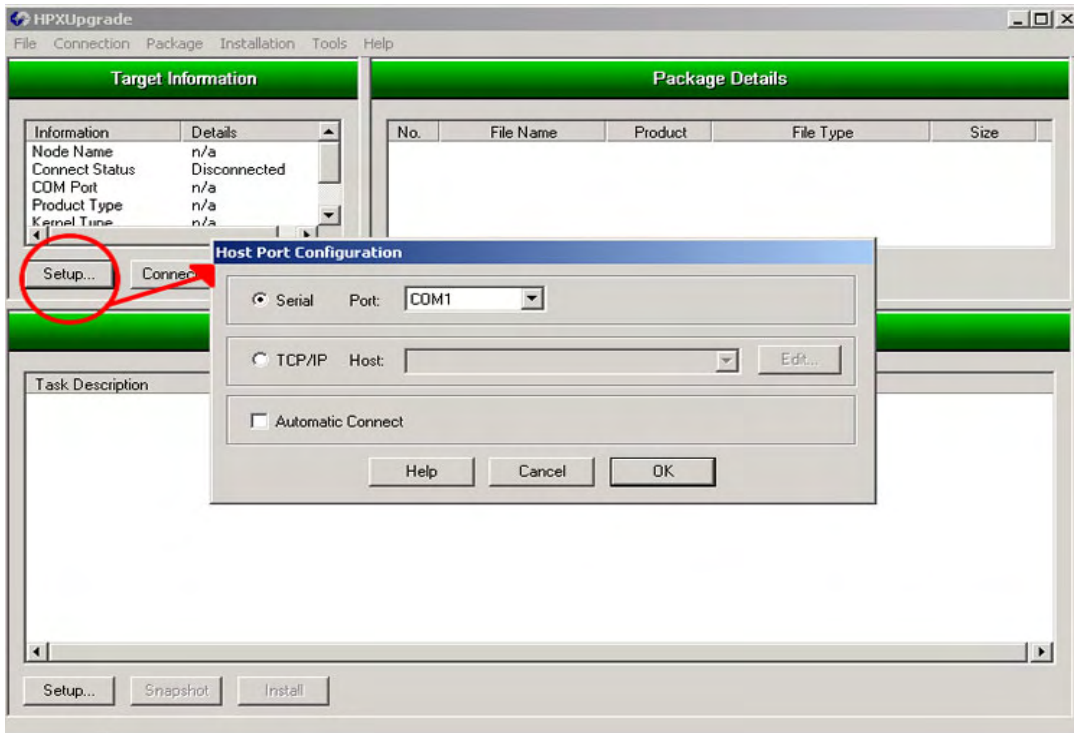 HPXUpgrade
File Connection Package Installation Tools Help
Target Information
Package Details
Information Details
Node Name n/a
Connect Status Disconnected
COM Port n/a
Product Type n/a
Kernel Type n/a
No. File Name Product File Type Size
Setup...
Host Port Configuration
Serial Port: COM1
TCP/IP Host: Edit...
Automatic Connect
Help Cancel OK
Task Description
Setup... Snapshot Install